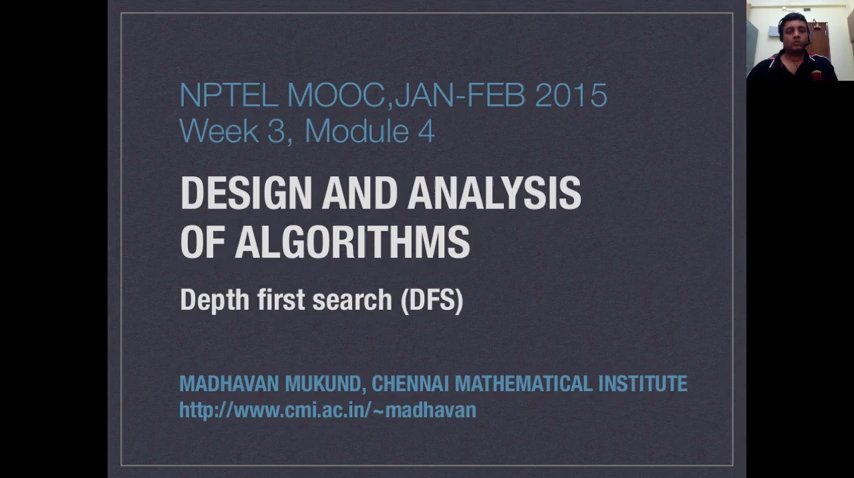 NPTEL MOOC,JAN-FEB 2015
Week 3, Module 4
DESIGN AND ANALYSIS
OF ALGORITHMS
Depth first search (DFS)
MADHAVAN MUKUND, CHENNAI MATHEMATICAL INSTITUTE
http://www.cmi.ac.in/~madhavan